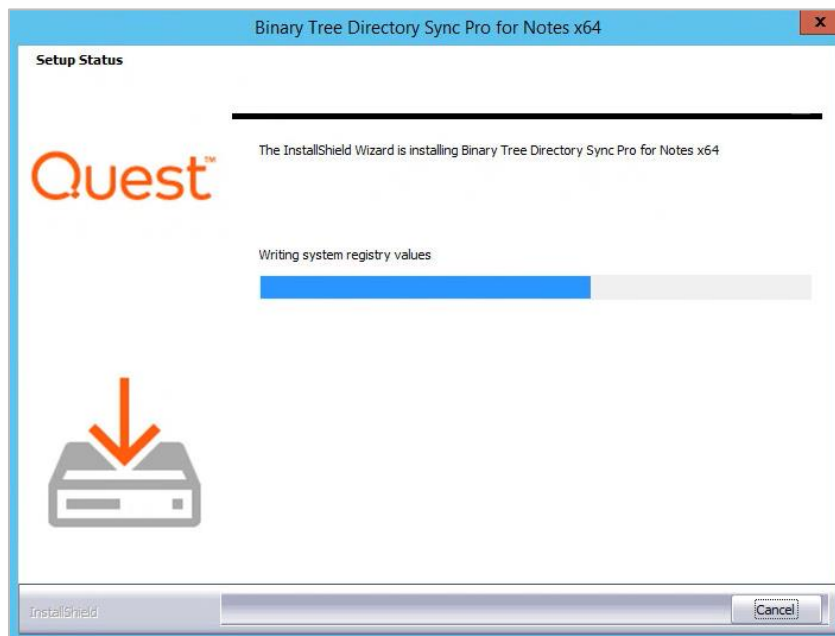 Binary Tree Directory Sync Pro for Notes x64
x
Setup Status
Quest™
The InstallShield Wizard is installing Binary Tree Directory Sync Pro for Notes x64
Writing system registry values
InstallShield
Cancel